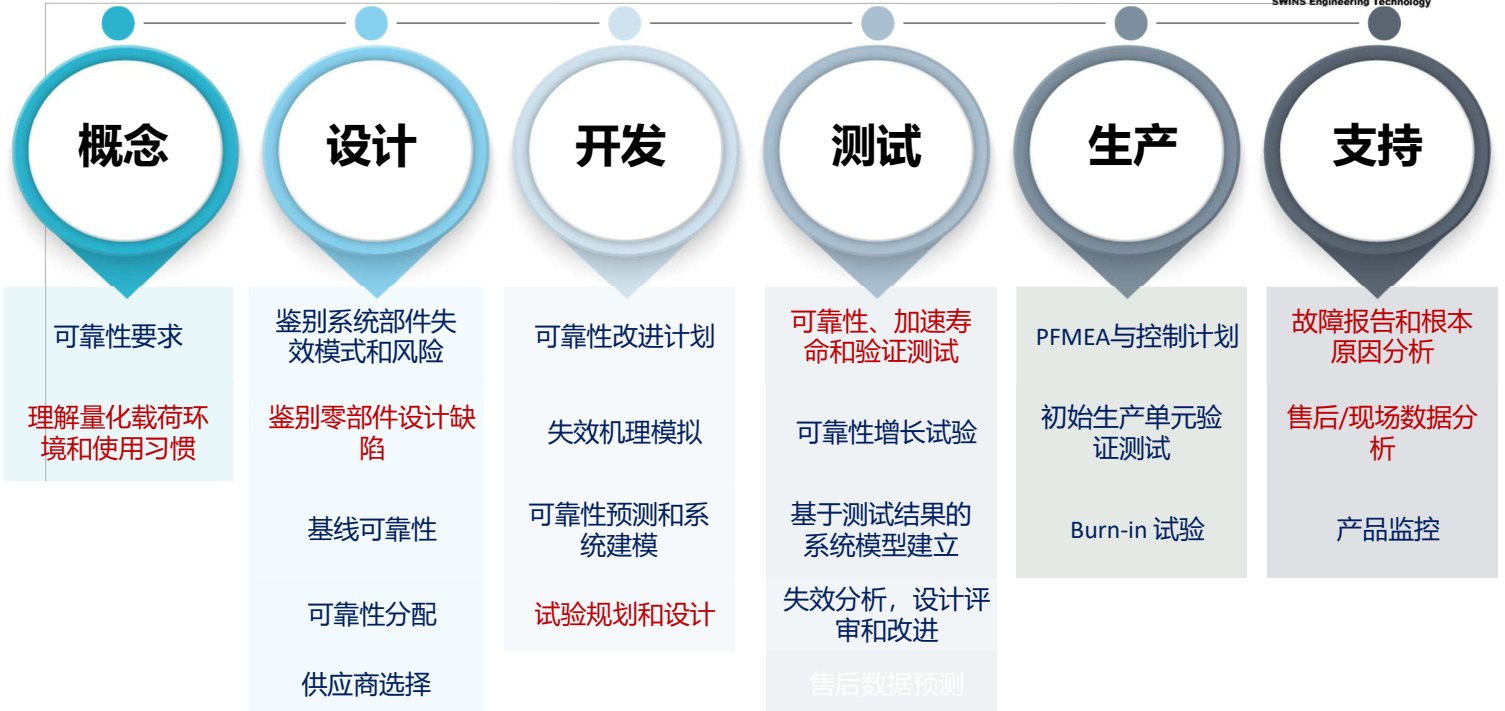 SWINS Engineering Technology
概念
设计
开发
测试
生产
支持
可靠性要求
理解量化载荷环
境和使用习惯
鉴别系统部件失
效模式和风险
鉴别零部件设计缺
陷
基线可靠性
可靠性分配
供应商选择
可靠性改进计划
失效机理模拟
可靠性预测和系
统建模
试验规划和设计
可靠性、加速寿
命和验证测试
可靠性增长试验
基于测试结果的
系统模型建立
失效分析，设计评
审和改进
售后数据预测
PFMEA与控制计划
初始生产单元验
证测试
Burn-in 试验
故障报告和根本
原因分析
售后/现场数据分
析
产品监控